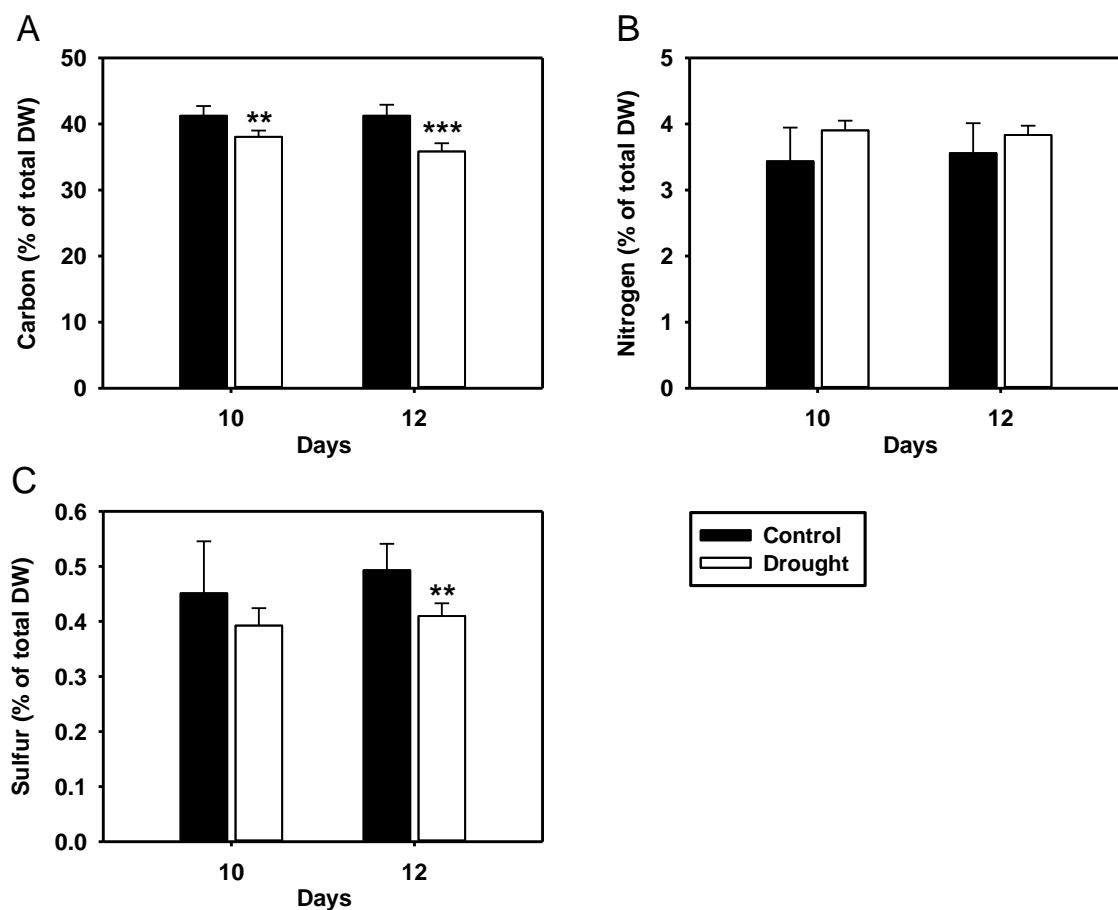 A
Carbon (% of total DW)
50
40
30
20
10
0
**
***
10
12
Days
B
Nitrogen (% of total DW)
5
4
3
2
1
0
10
12
Days
C
Sulfur (% of total DW)
0.6
0.5
0.4
0.3
0.2
0.1
0.0
**
10
12
Days
Control
Drought